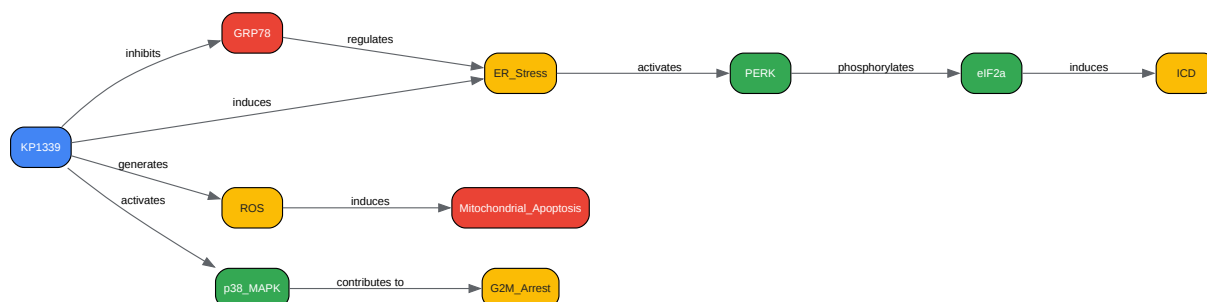 GRP78
inhibits
regulates
ER_Stress
activates
PERK
phosphorylates
eIF2a
induces
ICD
induces
KP1339
generates
activates
ROS
induces
Mitochondrial_Apoptosis
p38_MAPK
contributes to
G2M_Arrest